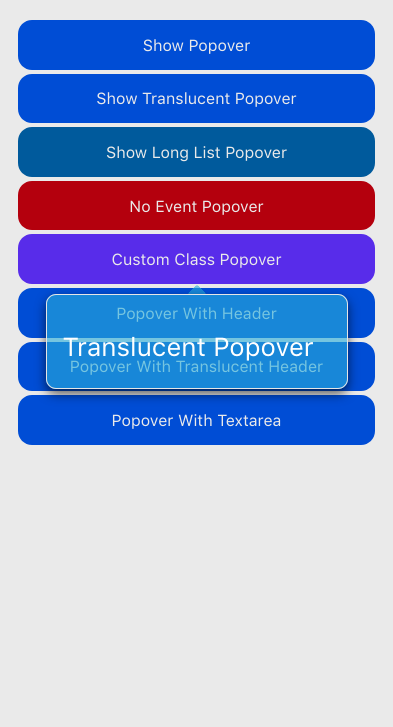 Show Popover
Show Translucent Popover
Show Long List Popover
No Event Popover
Custom Class Popover
Popover With Header
Translucent Popover
Popover With Translucent Header
Popover With Textarea